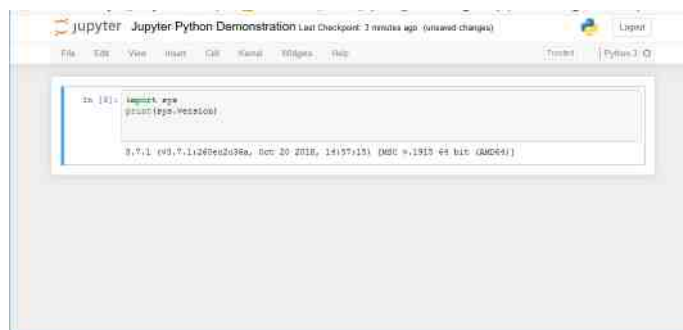 jupyter Jupyter Python Demonstration Last Checkpoint: 3 minutes ago (unsaved changes) Logout
File Edit View Insert Cell Kernel Widgets Help Trusted Python 3
import sys
print(sys.version)
3.7.1 (v3.7.1:260ec2c36a, Oct 20 2018, 14:57:15) [MSC v.1915 64 bit (AMD64)]